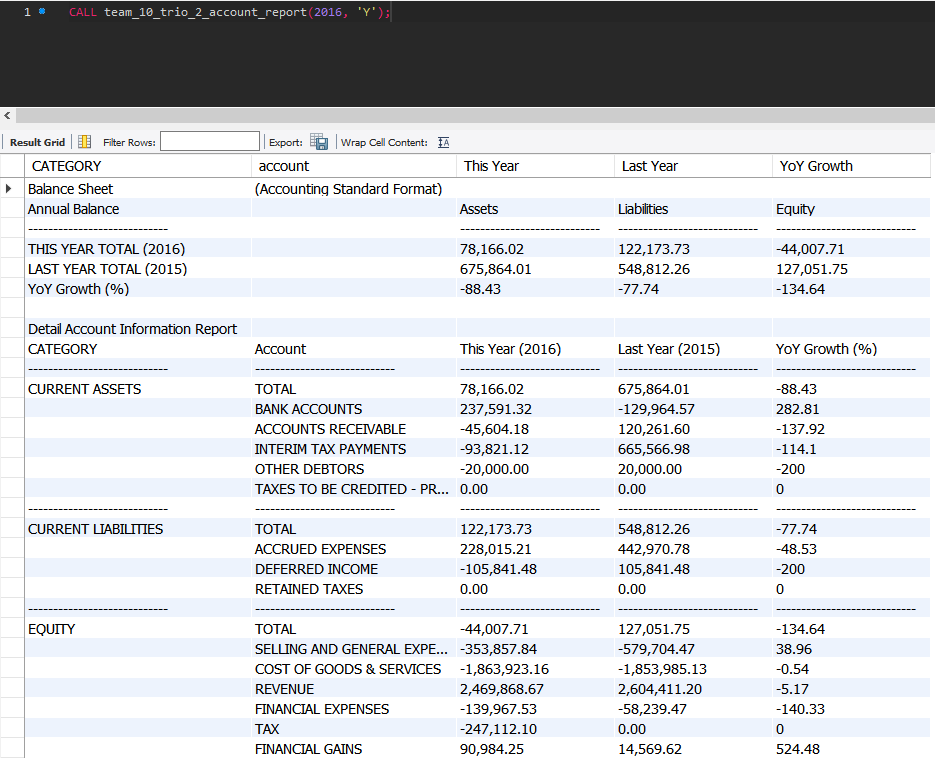 1 CALL team_10_trio_2_account_report(2016, 'Y');
Result Grid Filter Rows: Export: Wrap Cell Content: IA
CATEGORY account This Year Last Year YoY Growth
Balance Sheet (Accounting Standard Format)
Annual Balance Assets Liabilities Equity
---------------------------- ---------------------------- ---------------------------- ----------------------------
THIS YEAR TOTAL (2016) 78,166.02 122,173.73 -44,007.71
LAST YEAR TOTAL (2015) 675,864.01 548,812.26 127,051.75
YoY Growth (%) -88.43 -77.74 -134.64
Detail Account Information Report
CATEGORY Account This Year (2016) Last Year (2015) YoY Growth (%)
---------------------------- ---------------------------- ---------------------------- ---------------------------- ----------------------------
CURRENT ASSETS TOTAL 78,166.02 675,864.01 -88.43
BANK ACCOUNTS 237,591.32 -129,964.57 282.81
ACCOUNTS RECEIVABLE -45,604.18 120,261.60 -137.92
INTERIM TAX PAYMENTS -93,821.12 665,566.98 -114.1
OTHER DEBTORS -20,000.00 20,000.00 -200
TAXES TO BE CREDITED - PR... 0.00 0.00 0
---------------------------- ---------------------------- ---------------------------- ---------------------------- ----------------------------
CURRENT LIABILITIES TOTAL 122,173.73 548,812.26 -77.74
ACCRUED EXPENSES 228,015.21 442,970.78 -48.53
DEFERRED INCOME -105,841.48 105,841.48 -200
RETAINED TAXES 0.00 0.00 0
---------------------------- ---------------------------- ---------------------------- ---------------------------- ----------------------------
EQUITY TOTAL -44,007.71 127,051.75 -134.64
SELLING AND GENERAL EXPE... -353,857.84 -579,704.47 38.96
COST OF GOODS & SERVICES -1,863,923.16 -1,853,985.13 -0.54
REVENUE 2,469,868.67 2,604,411.20 -5.17
FINANCIAL EXPENSES -139,967.53 -58,239.47 -140.33
TAX -247,112.10 0.00 0
FINANCIAL GAINS 90,984.25 14,569.62 524.48